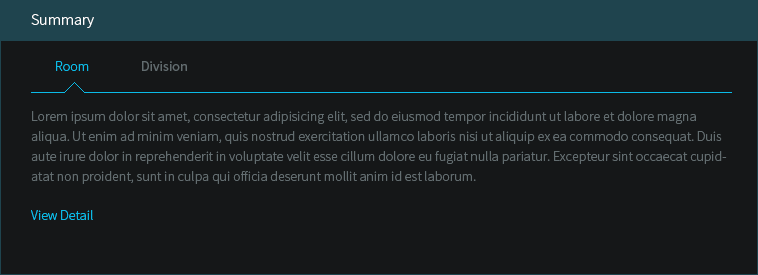 Summary
Room Division
Lorem ipsum dolor sit amet, consectetur adipisicing elit, sed do eiusmod tempor incididunt ut labore et dolore magna
aliqua. Ut enim ad minim veniam, quis nostrud exercitation ullamco laboris nisi ut aliquip ex ea commodo consequat. Duis
aute irure dolor in reprehenderit in voluptate velit esse cillum dolore eu fugiat nulla pariatur. Excepteur sint occaecat cupid-
atat non proident, sunt in culpa qui officia deserunt mollit anim id est laborum.
View Detail